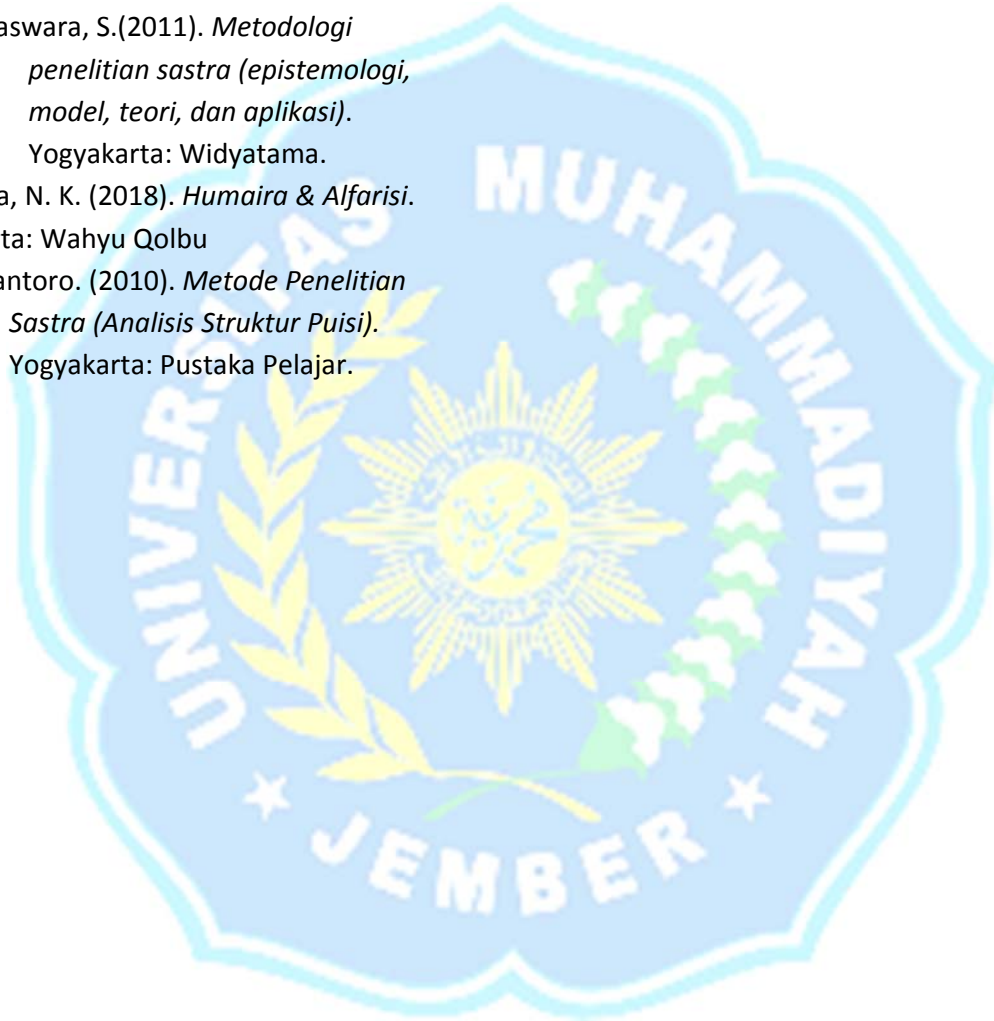 aswara, S.(2011). Metodologi
penelitian sastra (epistemologi,
model, teori, dan aplikasi).
Yogyakarta: Widyatama.
a, N. K. (2018). Humaira & Alfarisi.
ta: Wahyu Qolbu
antoro. (2010). Metode Penelitian
Sastra (Analisis Struktur Puisi).
Yogyakarta: Pustaka Pelajar.
UNIVERSITAS MUHAMMADIYAH
JEMBER